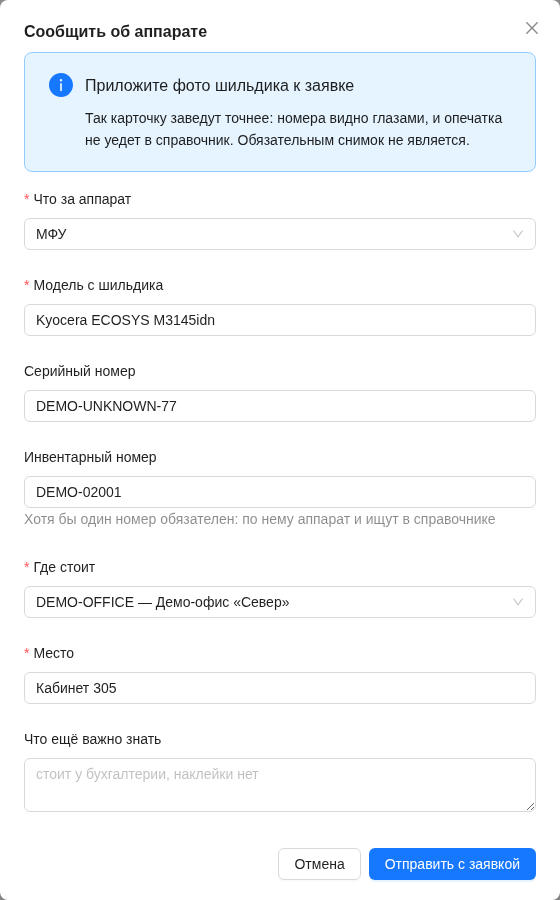 Сообщить об аппарате
Приложите фото шильдика к заявке
Так карточку заведут точнее: номера видно глазами, и опечатка
не уедет в справочник. Обязательным снимок не является.
* Что за аппарат
МФУ
* Модель с шильдика
Kyocera ECOSYS M3145idn
Серийный номер
DEMO-UNKNOWN-77
Инвентарный номер
DEMO-02001
Хотя бы один номер обязателен: по нему аппарат и ищут в справочнике
* Где стоит
DEMO-OFFICE — Демо-офис «Север»
* Место
Кабинет 305
Что ещё важно знать
стоит у бухгалтерии, наклейки нет
Отмена
Отправить с заявкой